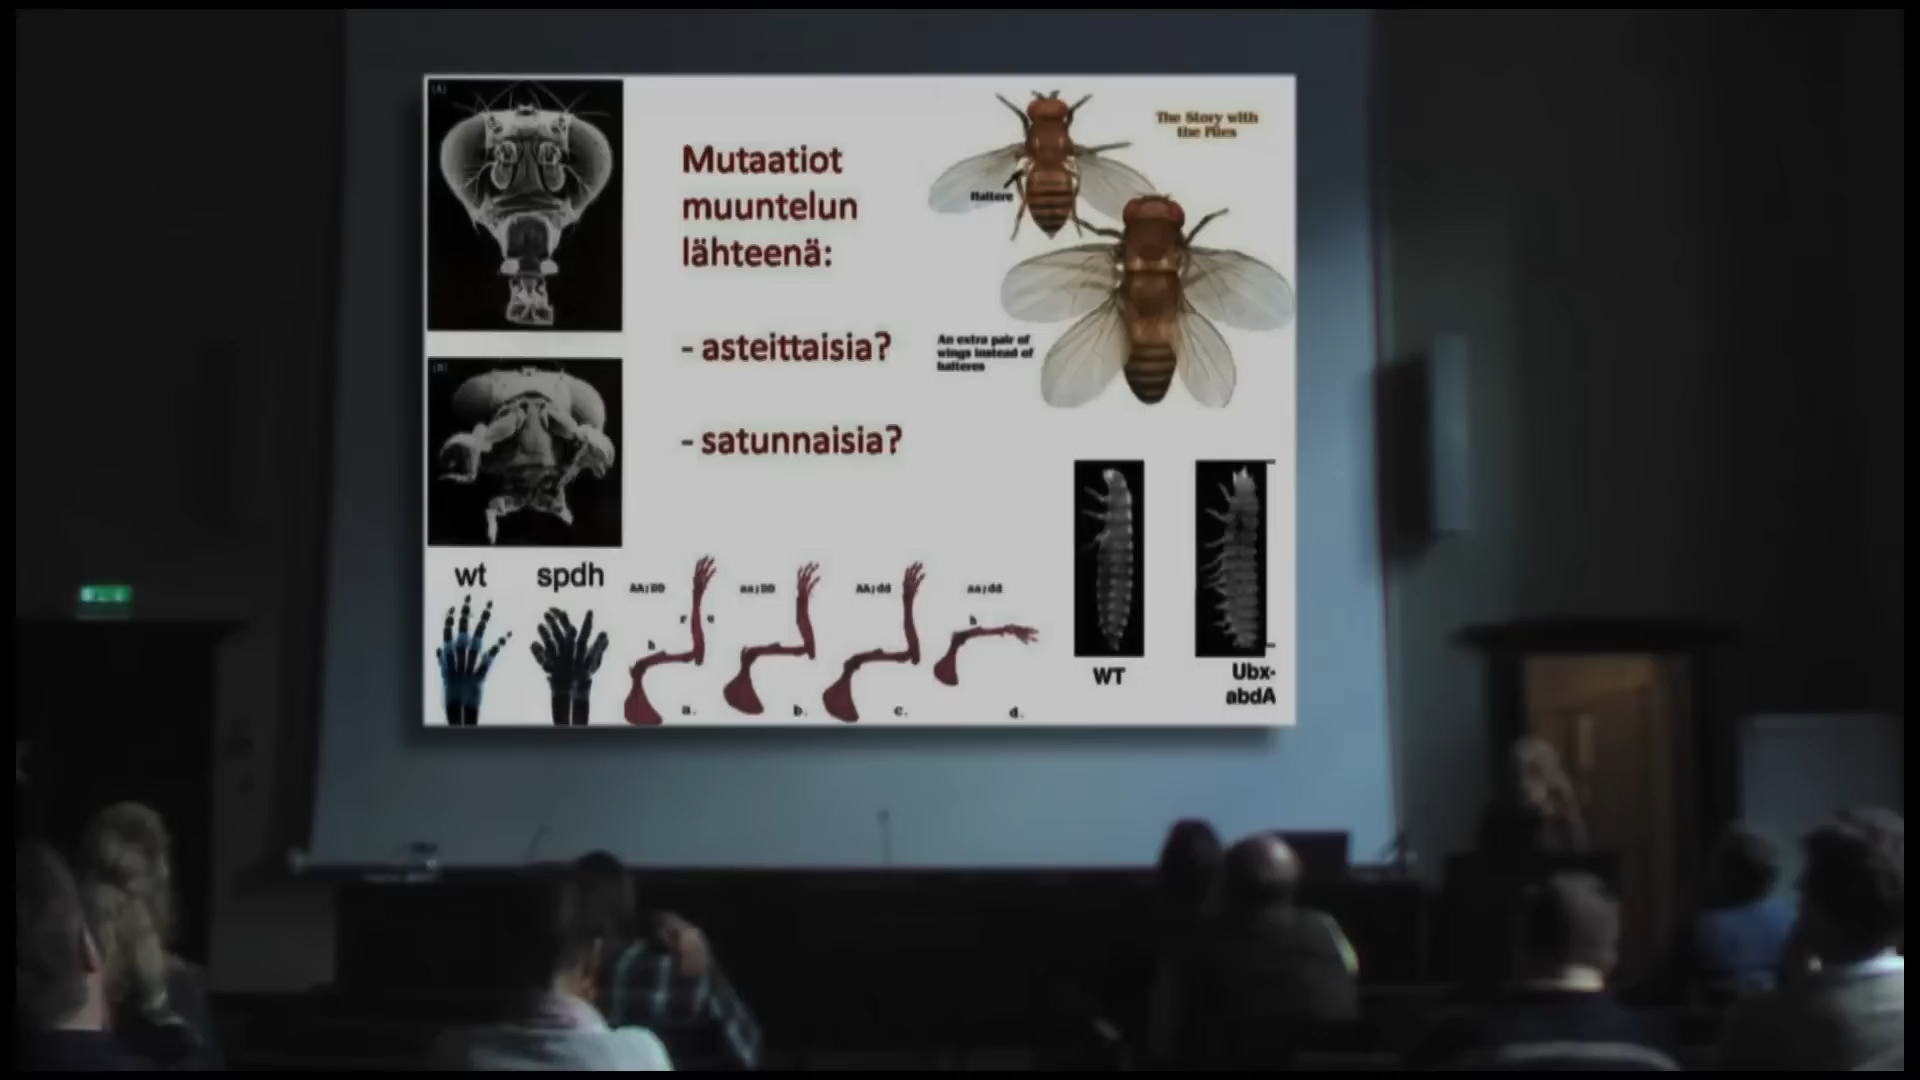 (A)
Mutaatiot
muuntelun
lähteenä:
- asteittaisia?
- satunnaisia?
The Story with
the Flies
Haltere
An extra pair of
wings instead of
halteres
(B)
wt
spdh
AA;DD
aa;DD
AA;dd
aa;dd
r
u
h
h
a.
b.
c.
d.
WT
Ubx-
abdA